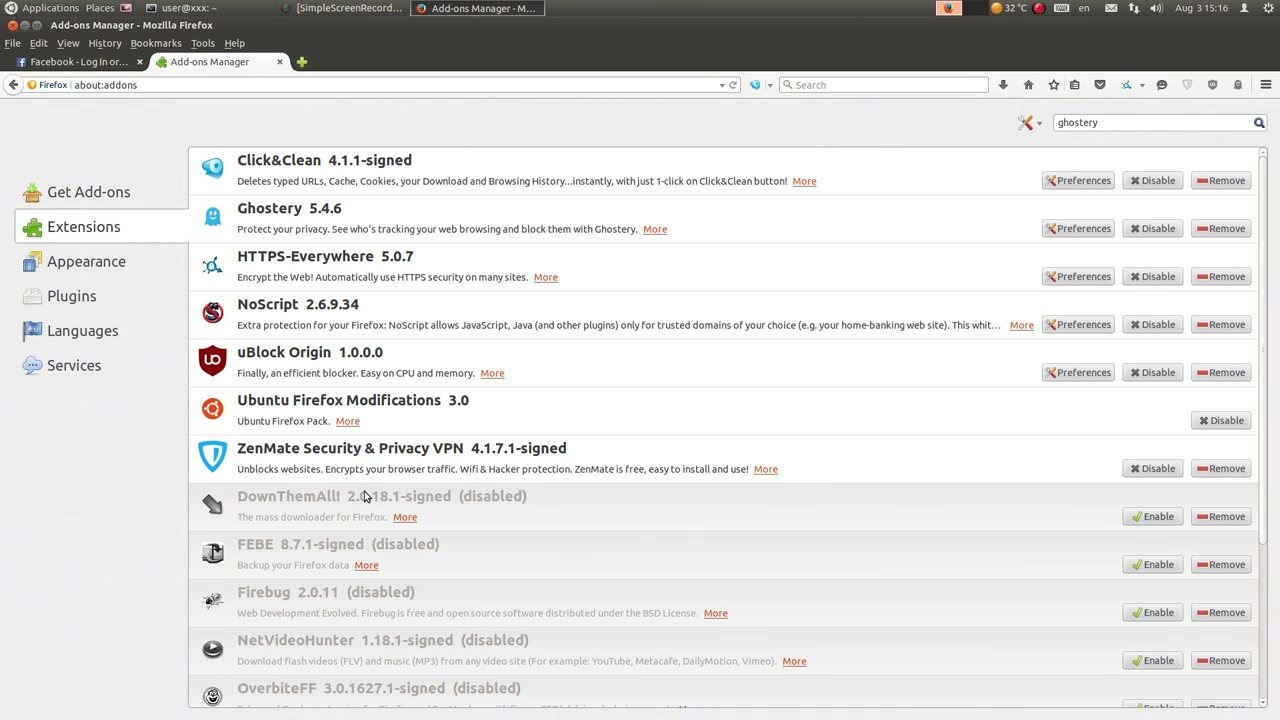 Applications Places user@xxx: ~ [SimpleScreenRecord... Add-ons Manager - M... 32 °C en Aug 3 15:16
Add-ons Manager - Mozilla Firefox
File Edit View History Bookmarks Tools Help
Facebook - Log In or... Add-ons Manager
Firefox about:addons Search
ghostery
Get Add-ons
Extensions
Appearance
Plugins
Languages
Services
Click&Clean 4.1.1-signed
Deletes typed URLs, Cache, Cookies, your Download and Browsing History...instantly, with just 1-click on Click&Clean button! More Preferences Disable Remove
Ghostery 5.4.6
Protect your privacy. See who's tracking your web browsing and block them with Ghostery. More Preferences Disable Remove
HTTPS-Everywhere 5.0.7
Encrypt the Web! Automatically use HTTPS security on many sites. More Preferences Disable Remove
NoScript 2.6.9.34
Extra protection for your Firefox: NoScript allows JavaScript, Java (and other plugins) only for trusted domains of your choice (e.g. your home-banking web site). This whit... More Preferences Disable Remove
uBlock Origin 1.0.0.0
Finally, an efficient blocker. Easy on CPU and memory. More Preferences Disable Remove
Ubuntu Firefox Modifications 3.0
Ubuntu Firefox Pack. More Disable
ZenMate Security & Privacy VPN 4.1.7.1-signed
Unblocks websites. Encrypts your browser traffic. Wifi & Hacker protection. ZenMate is free, easy to install and use! More Disable Remove
DownThemAll! 2.0.18.1-signed (disabled)
The mass downloader for Firefox. More Enable Remove
FEBE 8.7.1-signed (disabled)
Backup your Firefox data More Enable Remove
Firebug 2.0.11 (disabled)
Web Development Evolved. Firebug is free and open source software distributed under the BSD License. More Enable Remove
NetVideoHunter 1.18.1-signed (disabled)
Download flash videos (FLV) and music (MP3) from any video site (For example: YouTube, Metacafe, DailyMotion, Vimeo). More Enable Remove
OverbiteFF 3.0.1627.1-signed (disabled)